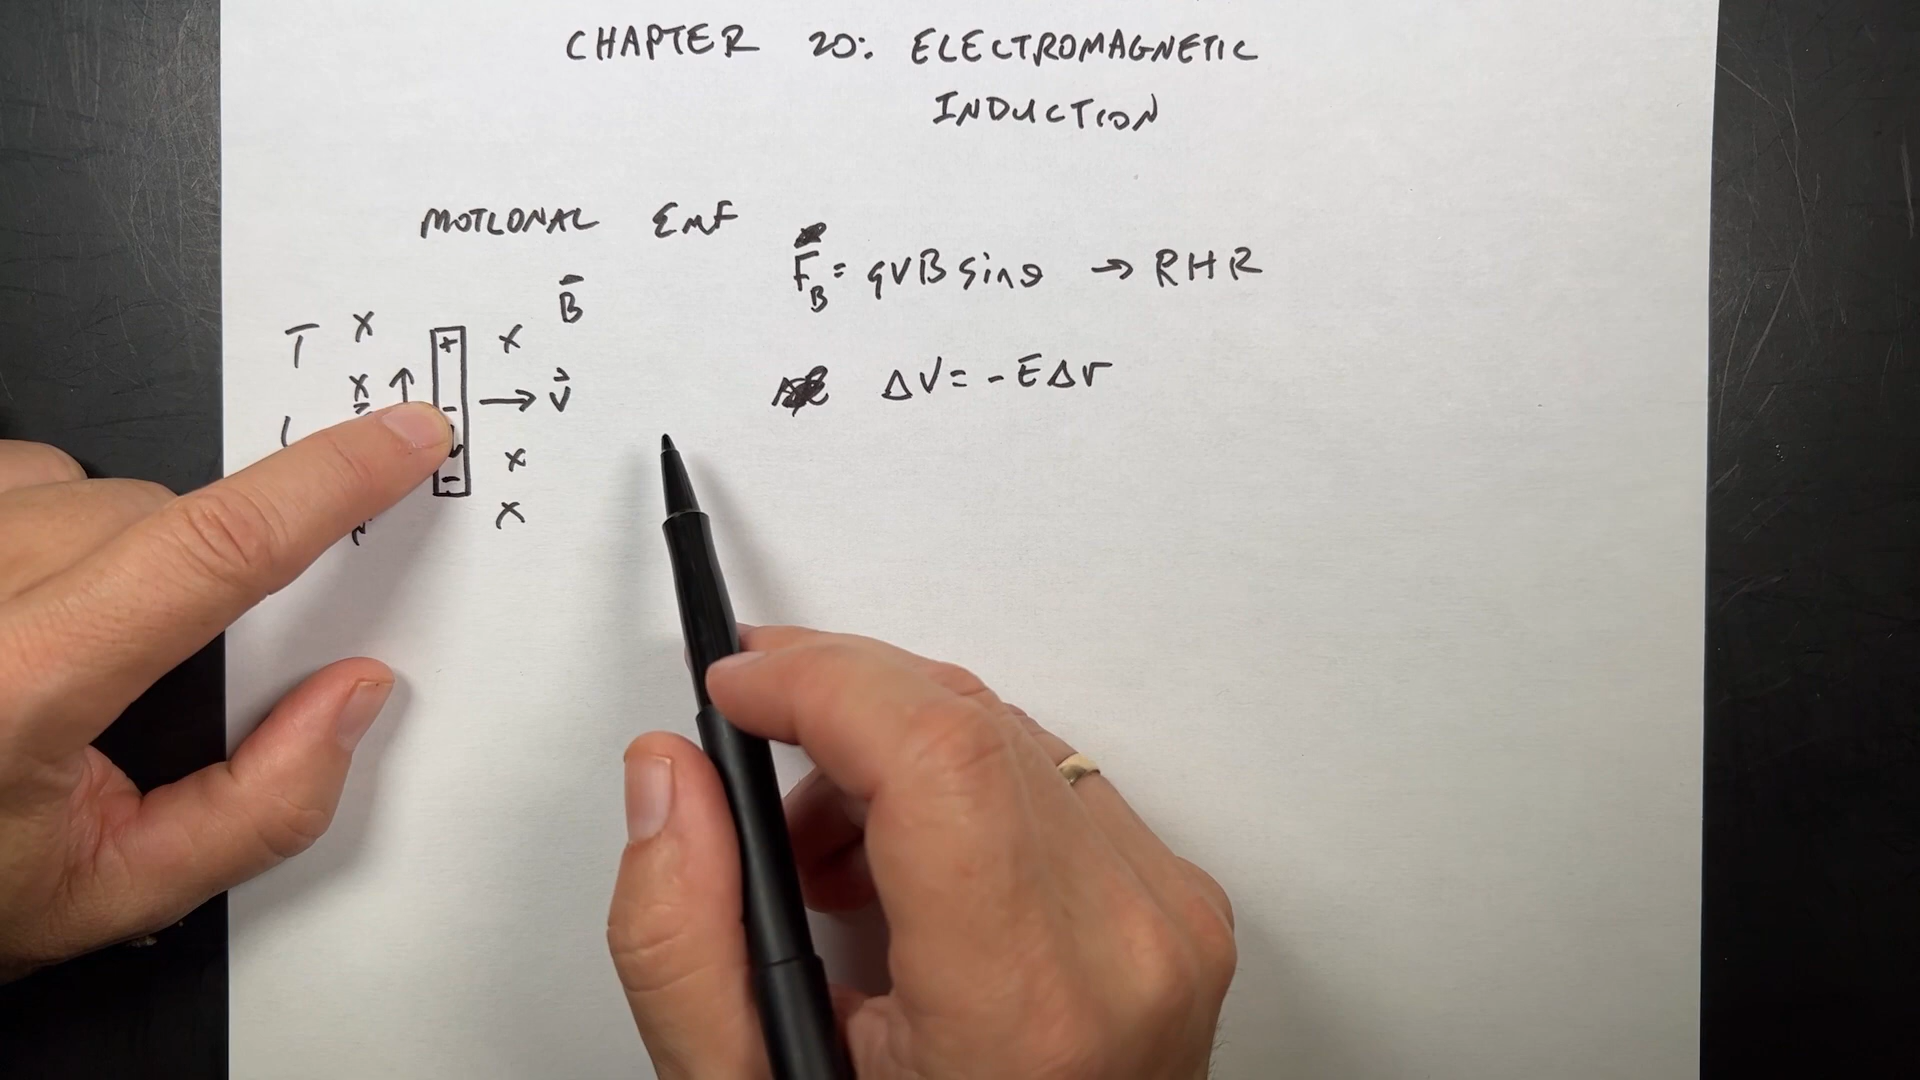 CHAPTER 20: ELECTROMAGNETIC
INDUCTION
MOTIONAL EMF
F_B = qvB sinθ → RHR
B
T X + X
X - → v
ΔV = -EΔr
X
- X